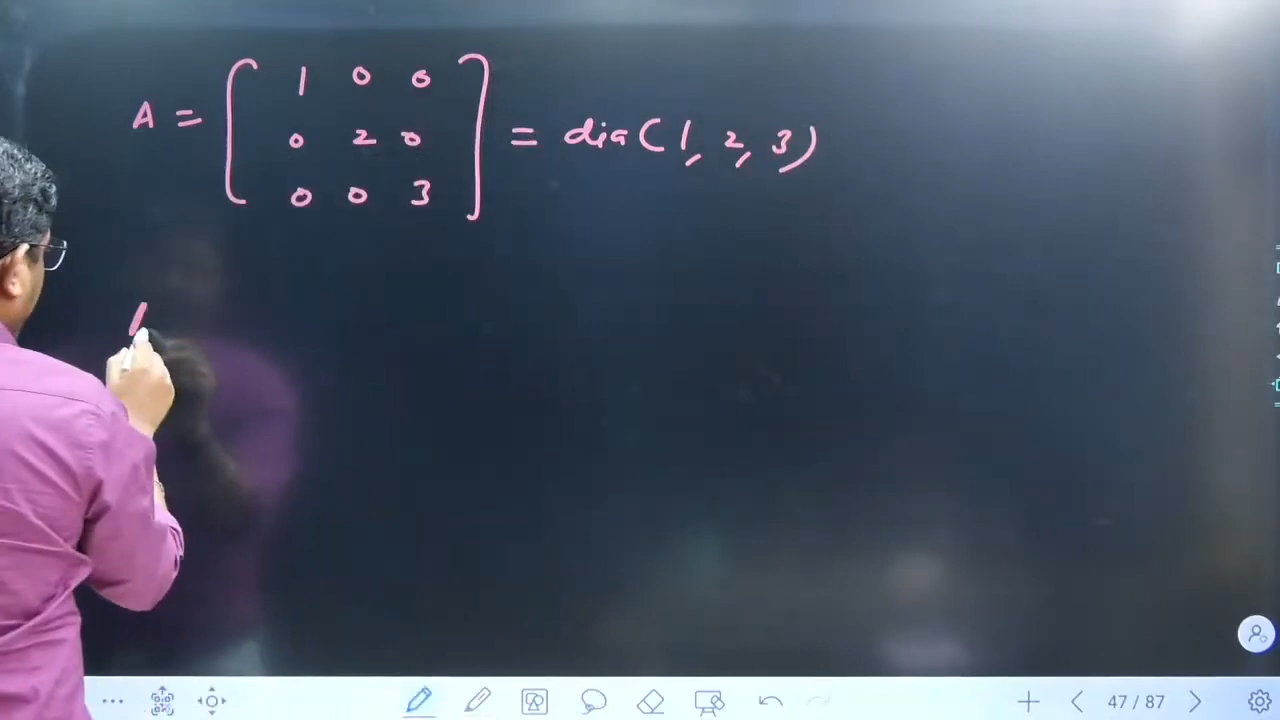 A = [ 1 0 0
0 2 0
0 0 3 ] = dia(1, 2, 3)
47 / 87